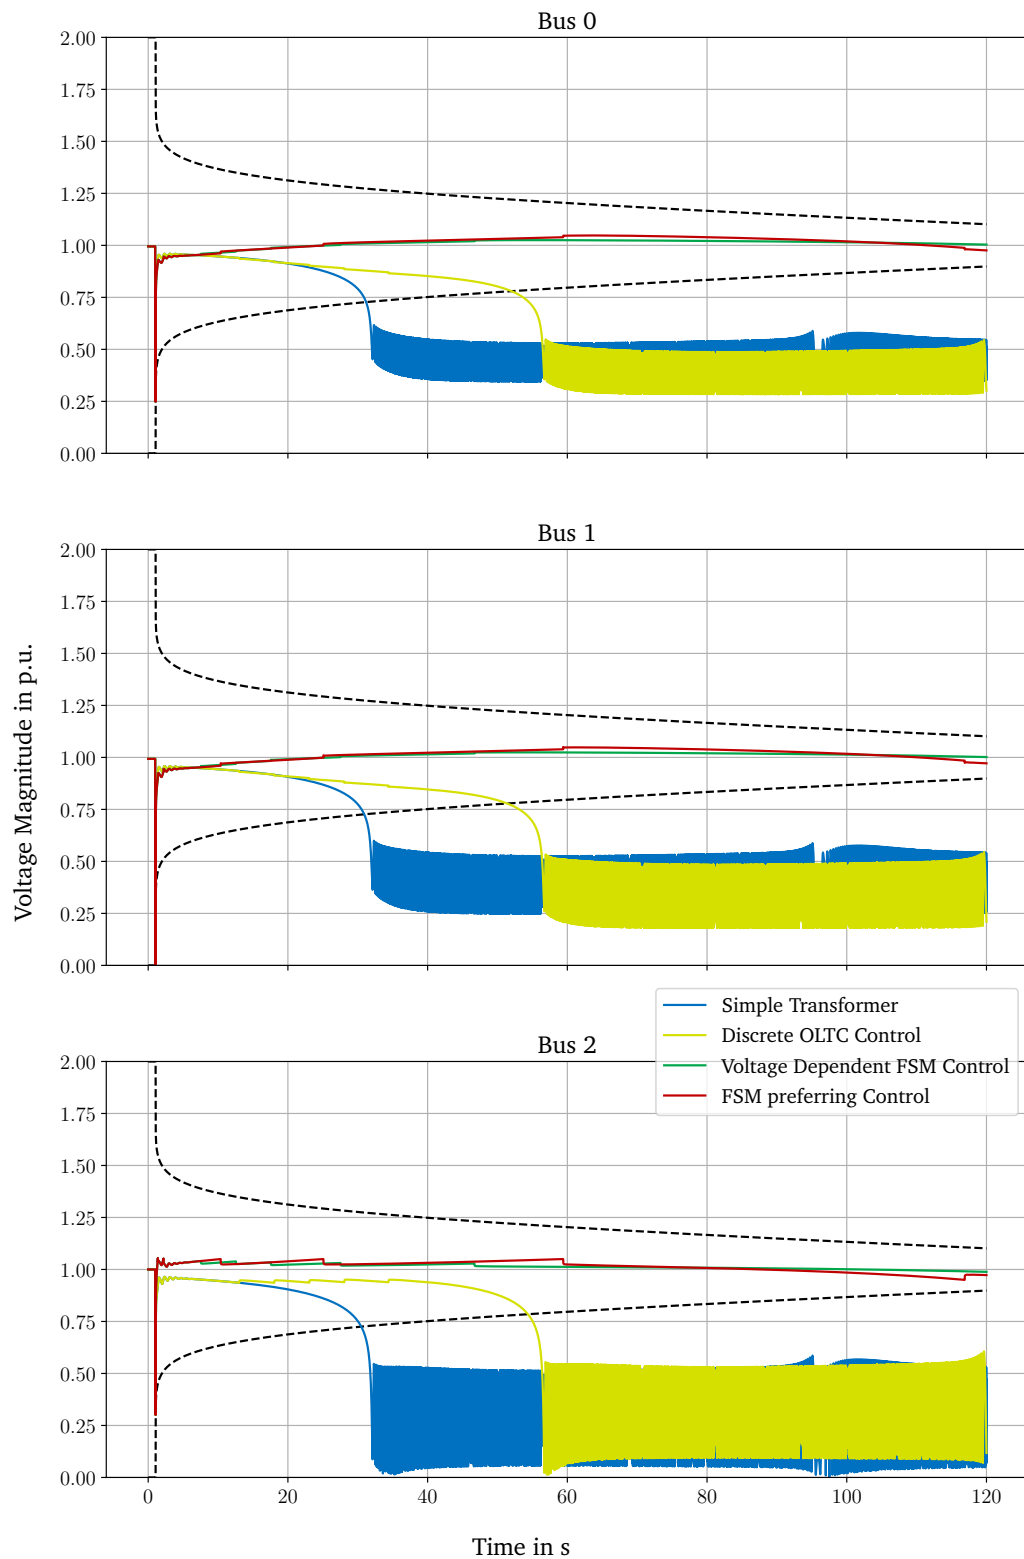 Bus 0
2.00
1.75
1.50
1.25
1.00
0.75
0.50
0.25
0.00
Bus 1
2.00
1.75
1.50
1.25
1.00
0.75
0.50
0.25
0.00
Voltage Magnitude in p.u.
Simple Transformer
Discrete OLTC Control
Voltage Dependent FSM Control
FSM preferring Control
Bus 2
2.00
1.75
1.50
1.25
1.00
0.75
0.50
0.25
0.00
0 20 40 60 80 100 120
Time in s